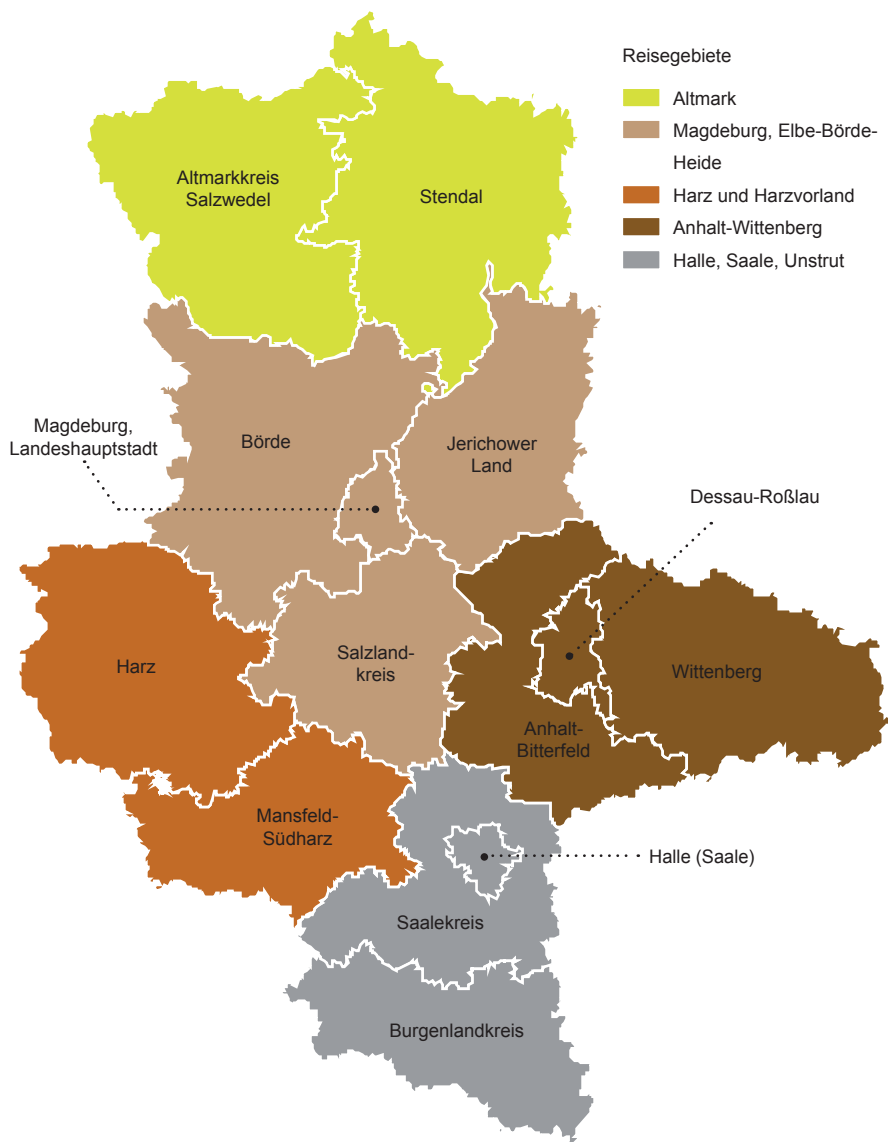 Reisegebiete
Altmark
Magdeburg, Elbe-Börde-
Heide
Harz und Harzvorland
Anhalt-Wittenberg
Halle, Saale, Unstrut
Altmarkkreis
Salzwedel
Stendal
Magdeburg,
Landeshauptstadt
Börde
Jerichower
Land
Dessau-Roßlau
Harz
Salzland-
kreis
Wittenberg
Anhalt-
Bitterfeld
Mansfeld-
Südharz
Halle (Saale)
Saalekreis
Burgenlandkreis